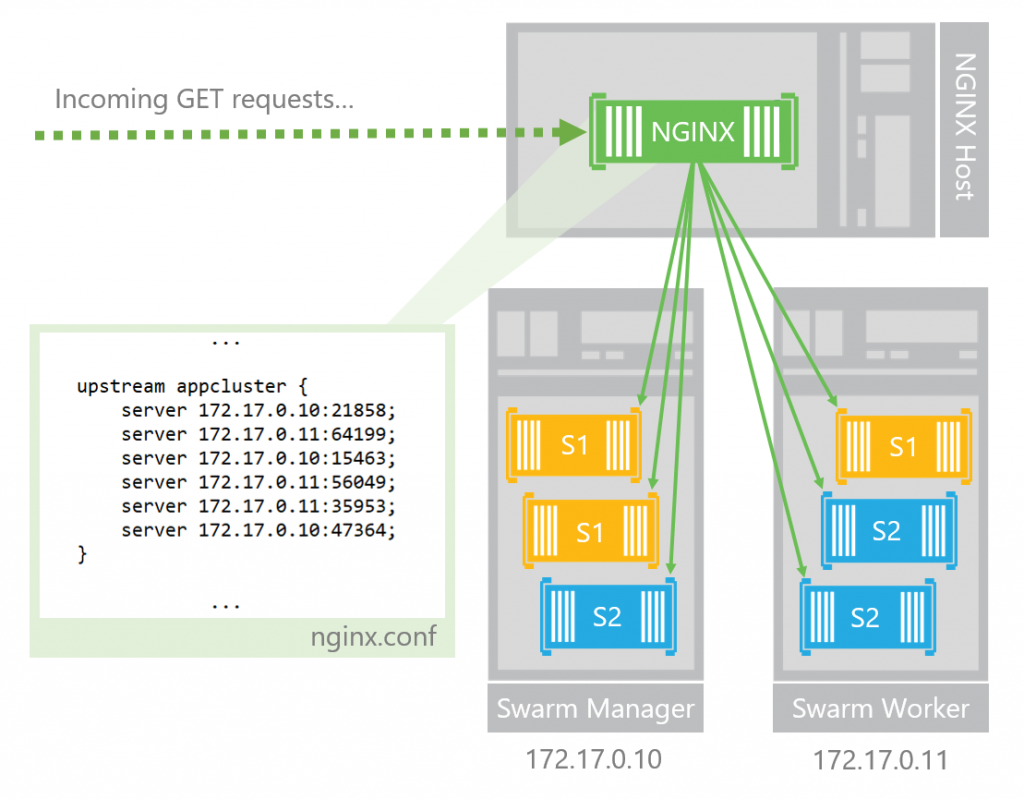 Incoming GET requests...
NGINX
NGINX Host
...
upstream appcluster {
    server 172.17.0.10:21858;
    server 172.17.0.11:64199;
    server 172.17.0.10:15463;
    server 172.17.0.11:56049;
    server 172.17.0.11:35953;
    server 172.17.0.10:47364;
}
...
nginx.conf
S1
S1
S2
Swarm Manager
172.17.0.10
S1
S2
S2
Swarm Worker
172.17.0.11